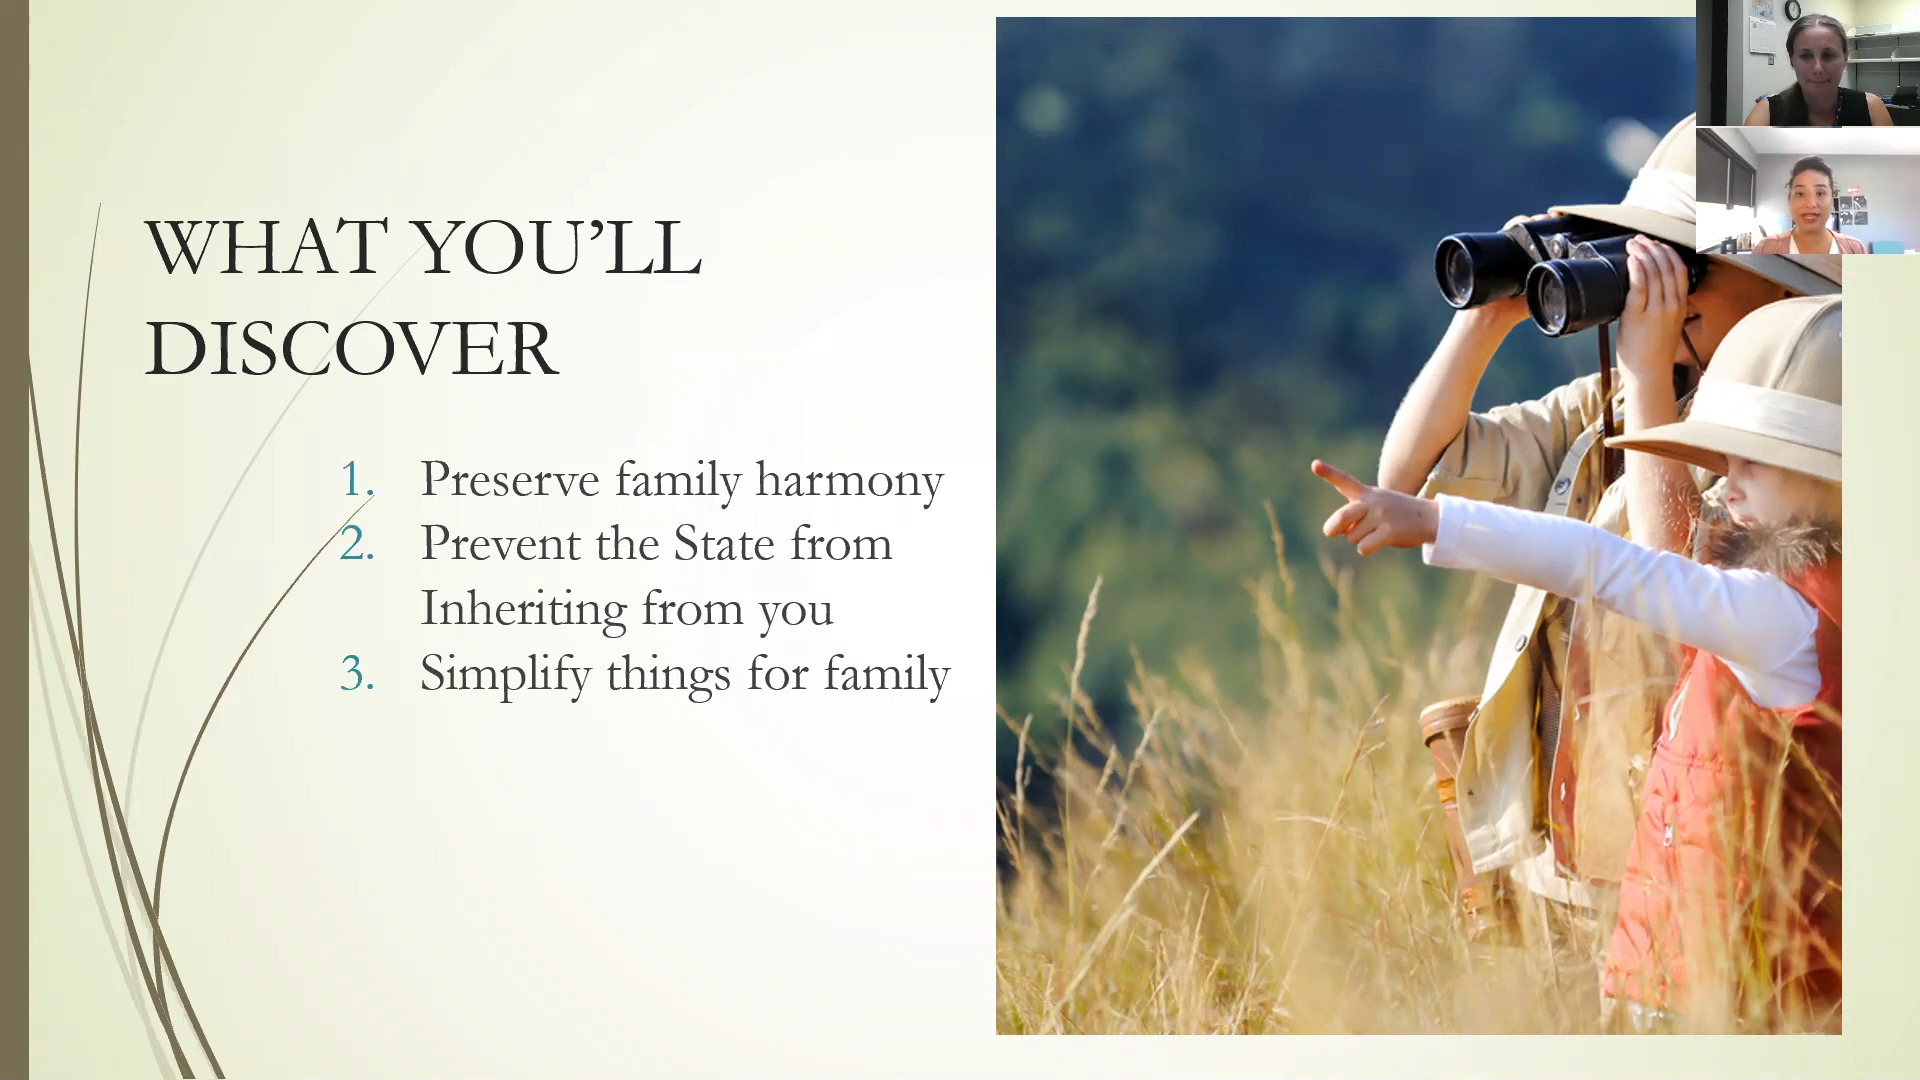 WHAT YOU’LL
DISCOVER
1. Preserve family harmony
2. Prevent the State from
Inheriting from you
3. Simplify things for family